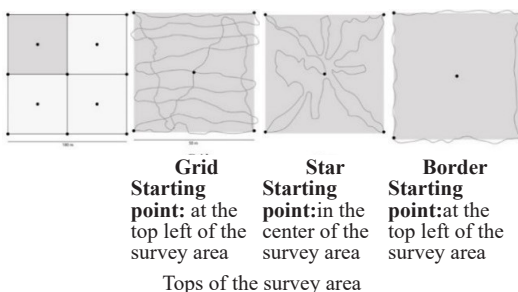 100 m
Grid
Starting
point: at the
top left of the
survey area
Star
Starting
point:in the
center of the
survey area
Border
Starting
point:at the
top left of the
survey area
Tops of the survey area